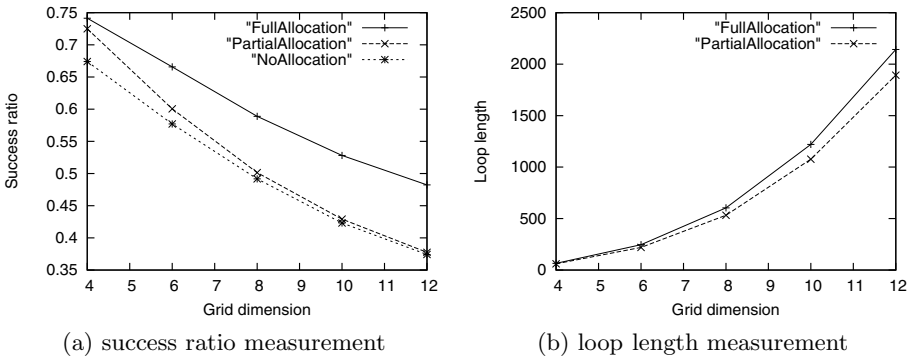 0.75
0.7
0.65
0.6
0.55
0.5
0.45
0.4
0.35
4 5 6 7 8 9 10 11 12
Success ratio
Grid dimension
"FullAllocation"
"PartialAllocation"
"NoAllocation"
(a) success ratio measurement
2500
2000
1500
1000
500
0
4 5 6 7 8 9 10 11 12
Loop length
Grid dimension
"FullAllocation"
"PartialAllocation"
(b) loop length measurement